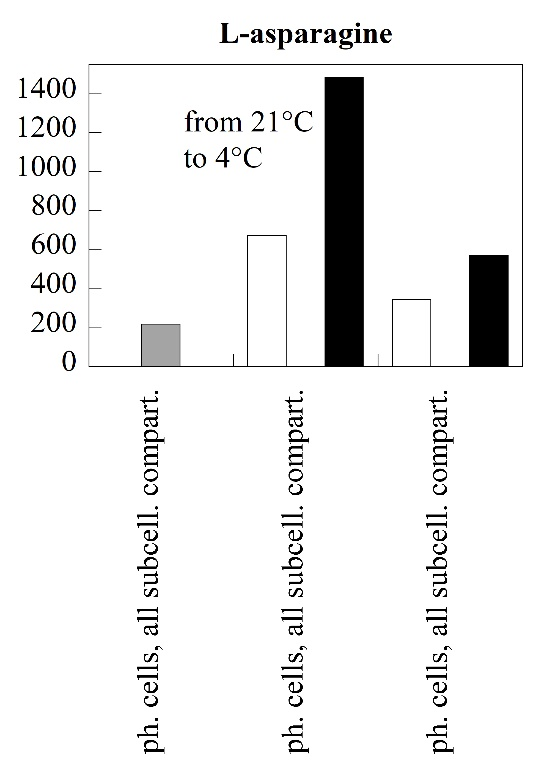 L-asparagine
1400
1200
1000
800
600
400
200
0
from 21°C
to 4°C
ph. cells, all subcell. compart.
ph. cells, all subcell. compart.
ph. cells, all subcell. compart.